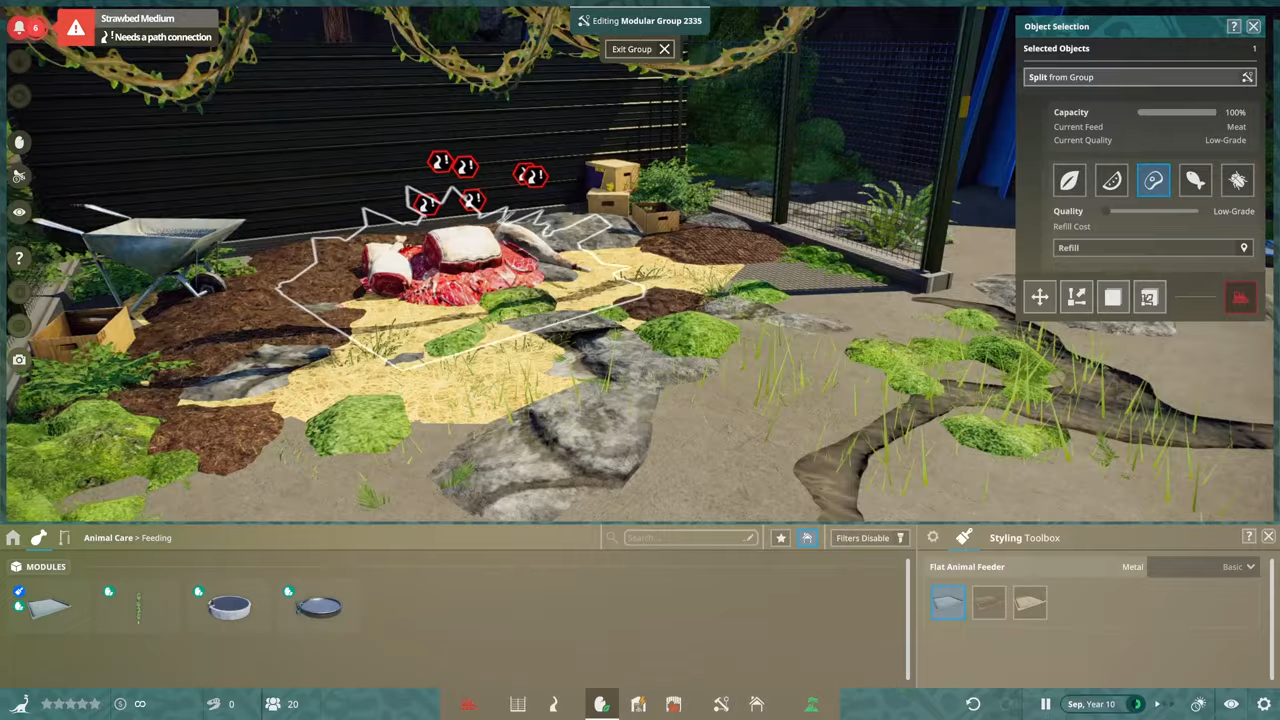 6
Strawbed Medium
Needs a path connection
Editing Modular Group 2335
Exit Group
Object Selection
?
Selected Objects
1
Split from Group
Capacity
100%
Current Feed
Meat
Current Quality
Low-Grade
Quality
Low-Grade
Refill Cost
Refill
?
Animal Care > Feeding
Search...
Filters Disable
Styling Toolbox
?
MODULES
Flat Animal Feeder
Metal
Basic
∞
0
20
Sep, Year 10